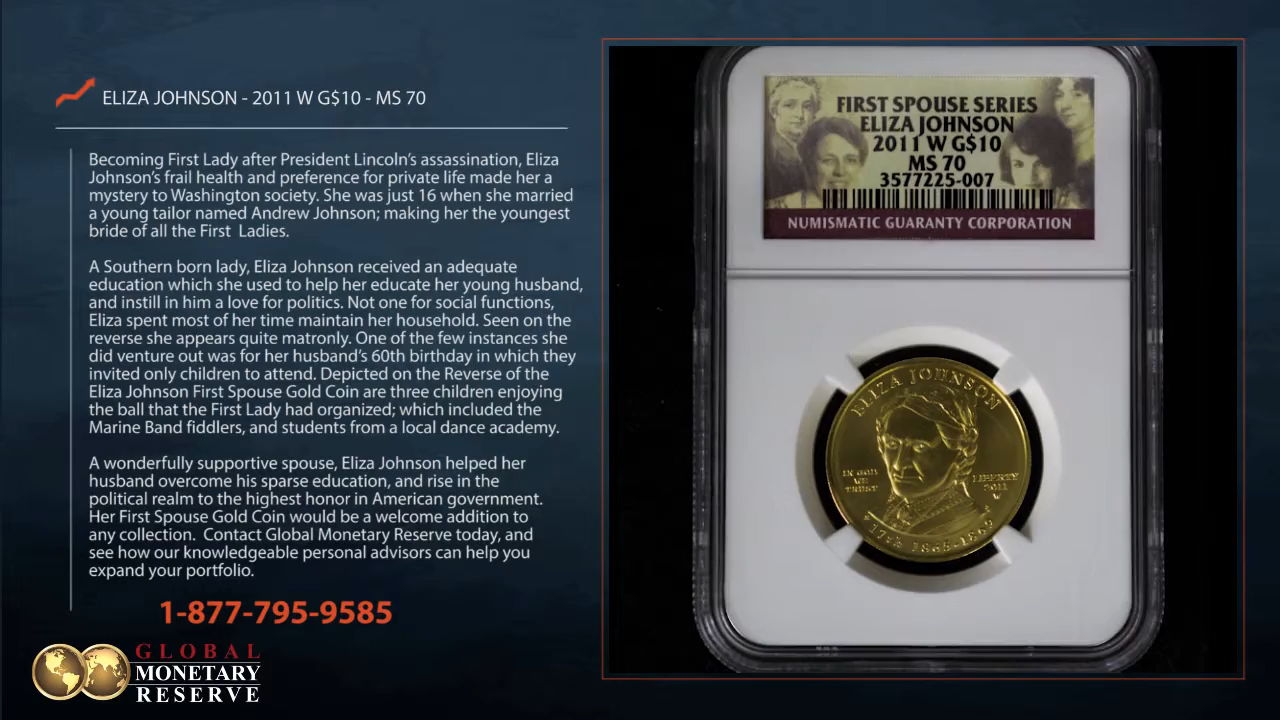 ELIZA JOHNSON - 2011 W G$10 - MS 70
Becoming First Lady after President Lincoln's assassination, Eliza
Johnson's frail health and preference for private life made her a
mystery to Washington society. She was just 16 when she married
a young tailor named Andrew Johnson; making her the youngest
bride of all the First Ladies.
A Southern born lady, Eliza Johnson received an adequate
education which she used to help her educate her young husband,
and instill in him a love for politics. Not one for social functions,
Eliza spent most of her time maintain her household. Seen on the
reverse she appears quite matronly. One of the few instances she
did venture out was for her husband's 60th birthday in which they
invited only children to attend. Depicted on the Reverse of the
Eliza Johnson First Spouse Gold Coin are three children enjoying
the ball that the First Lady had organized; which included the
Marine Band fiddlers, and students from a local dance academy.
A wonderfully supportive spouse, Eliza Johnson helped her
husband overcome his sparse education, and rise in the
political realm to the highest honor in American government.
Her First Spouse Gold Coin would be a welcome addition to
any collection. Contact Global Monetary Reserve today, and
see how our knowledgeable personal advisors can help you
expand your portfolio.
1-877-795-9585
GLOBAL
MONETARY
RESERVE
FIRST SPOUSE SERIES
ELIZA JOHNSON
2011 W G$10
MS 70
3577225-007
NUMISMATIC GUARANTY CORPORATION
ELIZA JOHNSON
IN GOD
WE
TRUST
LIBERTY
2011
W
17th 1865-1869